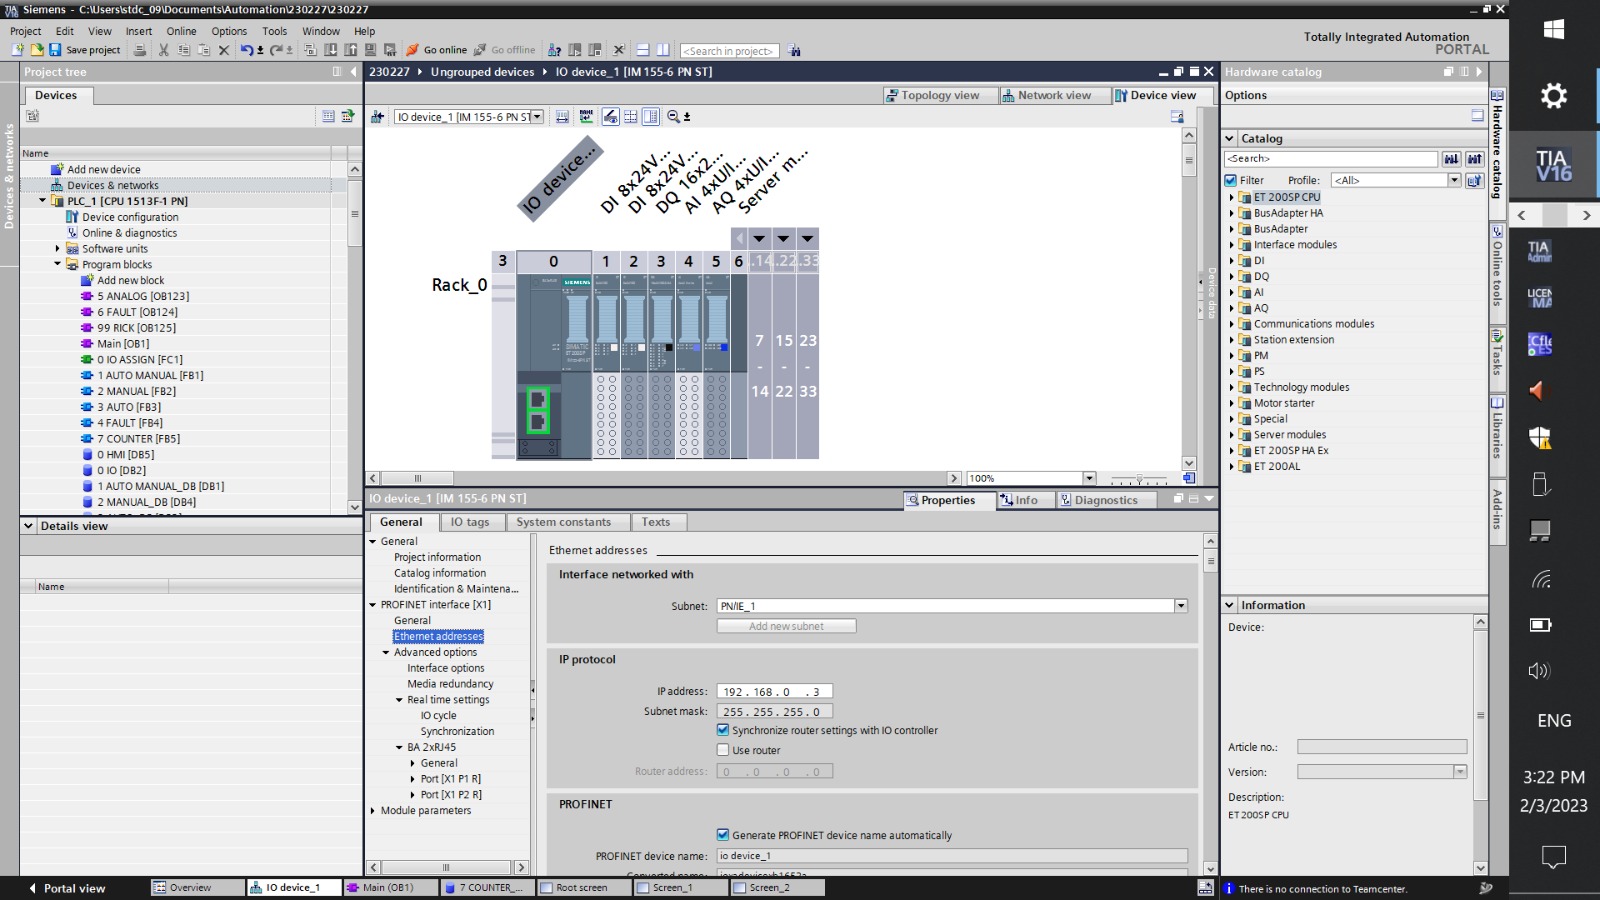 Siemens - C:\Users\stdc_09\Documents\Automation\230227\230227
Project Edit View Insert Online Options Tools Window Help
Save project
Go online
Go offline
<Search in project>
Totally Integrated Automation
PORTAL
Project tree
Devices
Devices & networks
Name
Add new device
Devices & networks
PLC_1 [CPU 1513F-1 PN]
Device configuration
Online & diagnostics
Software units
Program blocks
Add new block
5 ANALOG [OB123]
6 FAULT [OB124]
99 RICK [OB125]
Main [OB1]
0 IO ASSIGN [FC1]
1 AUTO MANUAL [FB1]
2 MANUAL [FB2]
3 AUTO [FB3]
4 FAULT [FB4]
7 COUNTER [FB5]
0 HMI [DB5]
0 IO [DB2]
1 AUTO MANUAL_DB [DB1]
2 MANUAL_DB [DB4]
Details view
Name
230227 Ungrouped devices IO device_1 [IM 155-6 PN ST]
Topology view
Network view
Device view
IO device_1 [IM 155-6 PN ST
IO device...
DI 8x24V...
DI 8x24V...
DQ 16x2...
AI 4xU/I...
AQ 4xU/I...
Server m...
3 0 1 2 3 4 5 6 .14 .22 .33
Rack_0
SIEMENS
7 15 23
- - -
14 22 33
100%
Device data
IO device_1 [IM 155-6 PN ST]
Properties
Info
Diagnostics
General
IO tags
System constants
Texts
General
Project information
Catalog information
Identification & Maintena...
PROFINET interface [X1]
General
Ethernet addresses
Advanced options
Interface options
Media redundancy
Real time settings
IO cycle
Synchronization
BA 2xRJ45
General
Port [X1 P1 R]
Port [X1 P2 R]
Module parameters
Ethernet addresses
Interface networked with
Subnet: PN/IE_1
Add new subnet
IP protocol
IP address: 192 . 168 . 0 . 3
Subnet mask: 255 . 255 . 255 . 0
Synchronize router settings with IO controller
Use router
Router address: 0 . 0 . 0 . 0
PROFINET
Generate PROFINET device name automatically
PROFINET device name: io device_1
Hardware catalog
Options
Catalog
<Search>
Filter Profile: <All>
ET 200SP CPU
BusAdapter HA
BusAdapter
Interface modules
DI
DQ
AI
AQ
Communications modules
Station extension
PM
PS
Technology modules
Motor starter
Special
Server modules
ET 200SP HA Ex
ET 200AL
Information
Device:
Article no.:
Version:
Description:
ET 200SP CPU
Hardware catalog
Online tools
Tasks
Libraries
Add-ins
Portal view
Overview
IO device_1
Main (OB1)
7 COUNTER_...
Root screen
Screen_1
Screen_2
There is no connection to Teamcenter.
TIA
V16
TIA
Admin
LICEN
MA
ENG
3:22 PM
2/3/2023